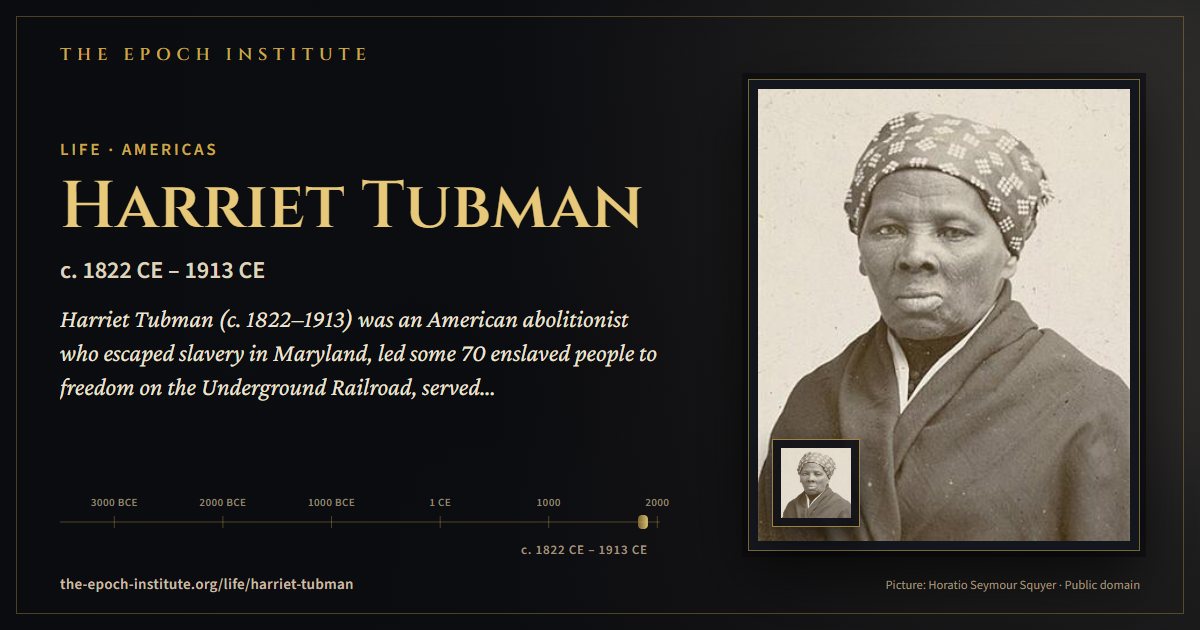 THE EPOCH INSTITUTE
LIFE · AMERICAS
HARRIET TUBMAN
c. 1822 CE – 1913 CE
Harriet Tubman (c. 1822–1913) was an American abolitionist
who escaped slavery in Maryland, led some 70 enslaved people to
freedom on the Underground Railroad, served...
3000 BCE 2000 BCE 1000 BCE 1 CE 1000 2000
c. 1822 CE – 1913 CE
the-epoch-institute.org/life/harriet-tubman
Picture: Horatio Seymour Squyer · Public domain